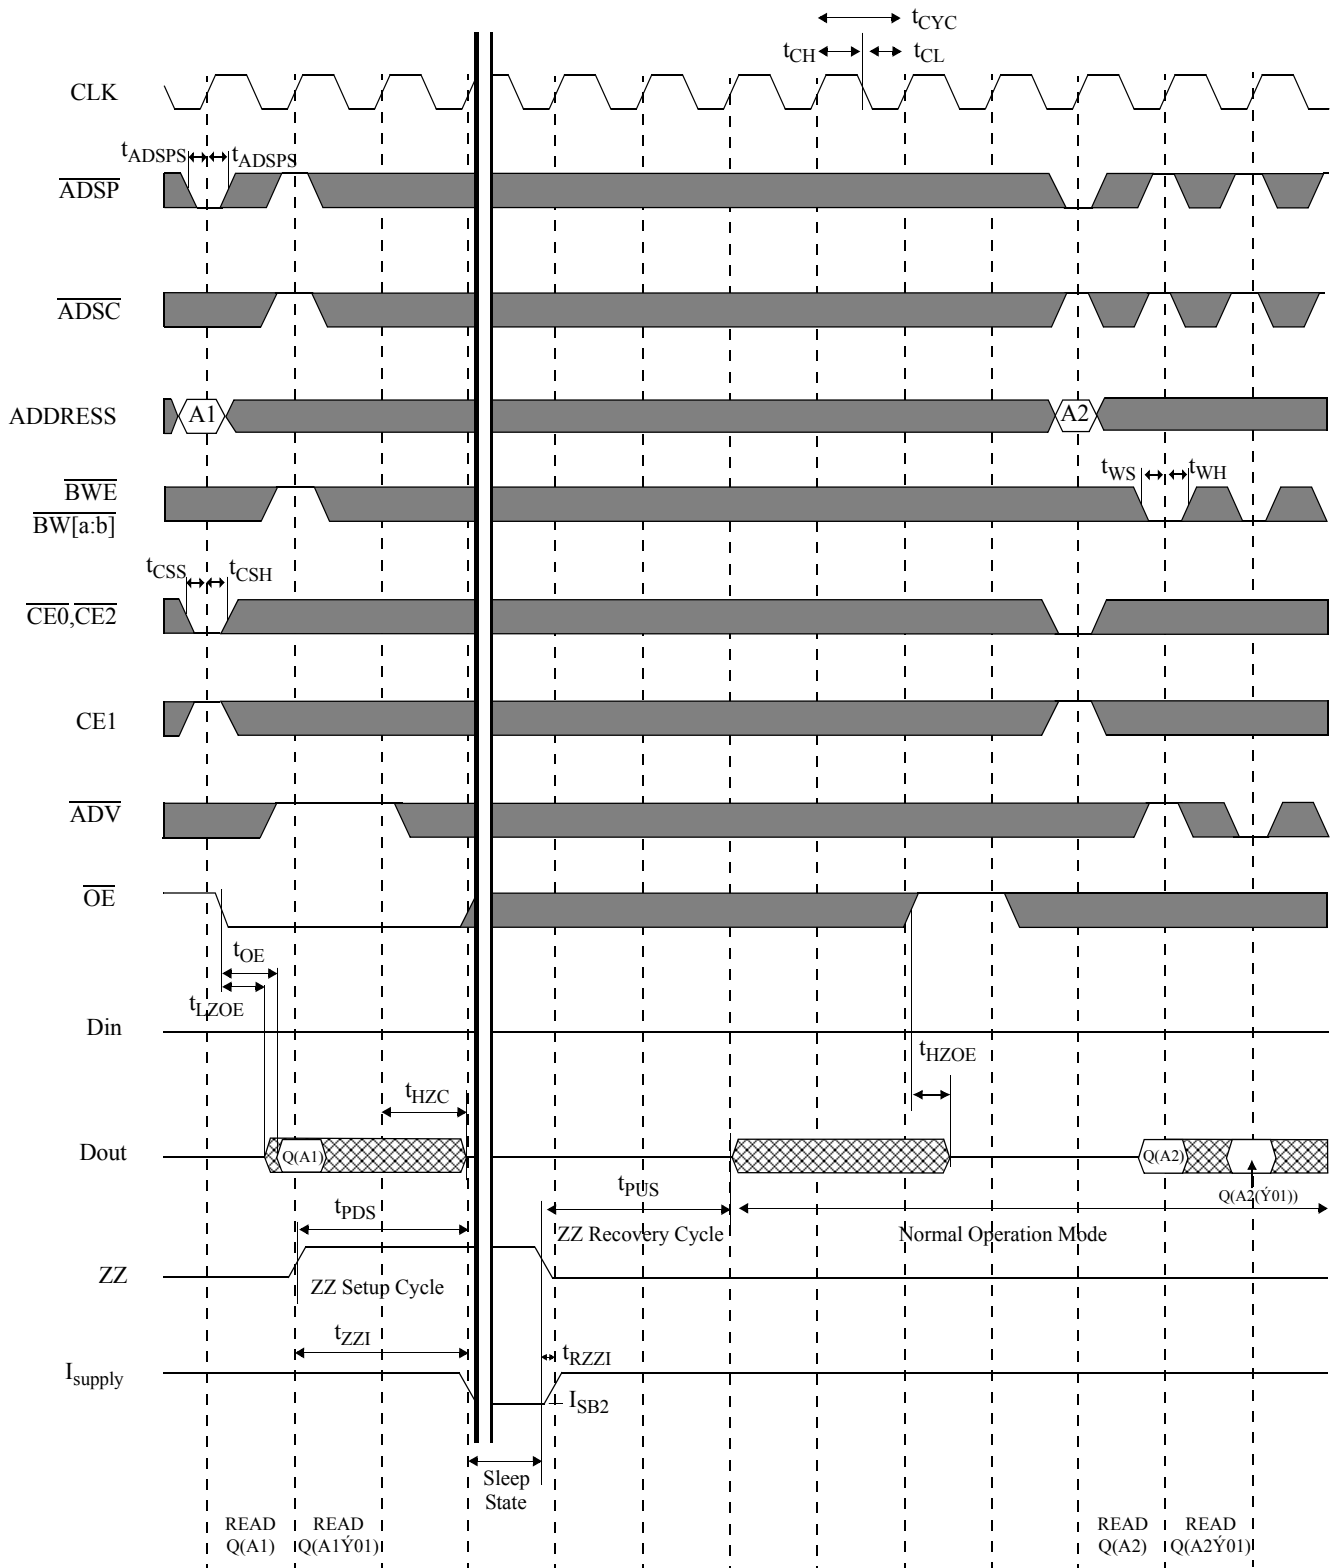 tCYC
tCH
tCL
CLK
tADSPS
tADSPS
ADSP
ADSC
ADDRESS
A1
A2
BWE
BW[a:b]
tWS
tWH
tCSS
tCSH
CE0,CE2
CE1
ADV
OE
tOE
tLZOE
Din
tHZOE
tHZC
Dout
Q(A1)
Q(A2)
Q(A2(Ý01))
tPUS
tPDS
ZZ Recovery Cycle
Normal Operation Mode
ZZ
ZZ Setup Cycle
tZZI
tRZZI
Isupply
ISB2
Sleep
State
READ
Q(A1)
READ
Q(A1Ý01)
READ
Q(A2)
READ
Q(A2Ý01)